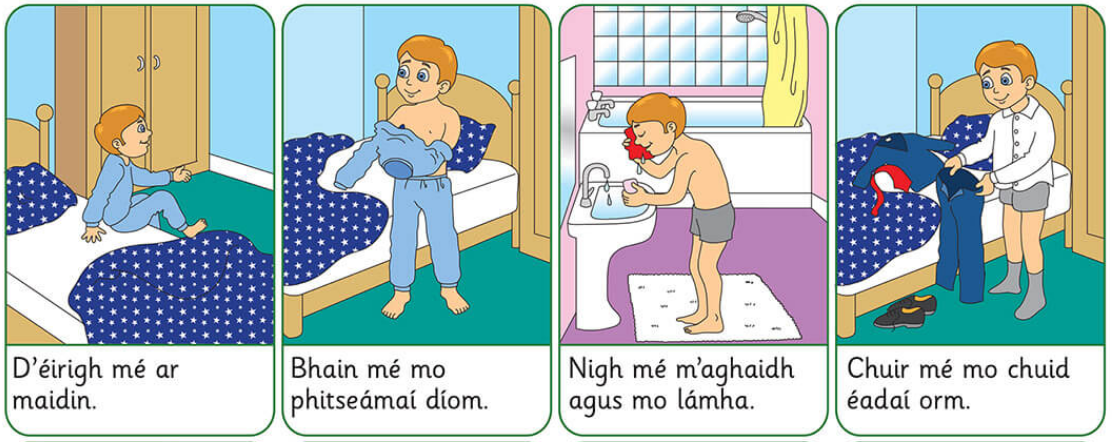 D'éirigh mé ar
maidin.
Bhain mé mo
phitseámaí díom.
Nigh mé m'aghaidh
agus mo lámha.
Chuir mé mo chuid
éadaí orm.